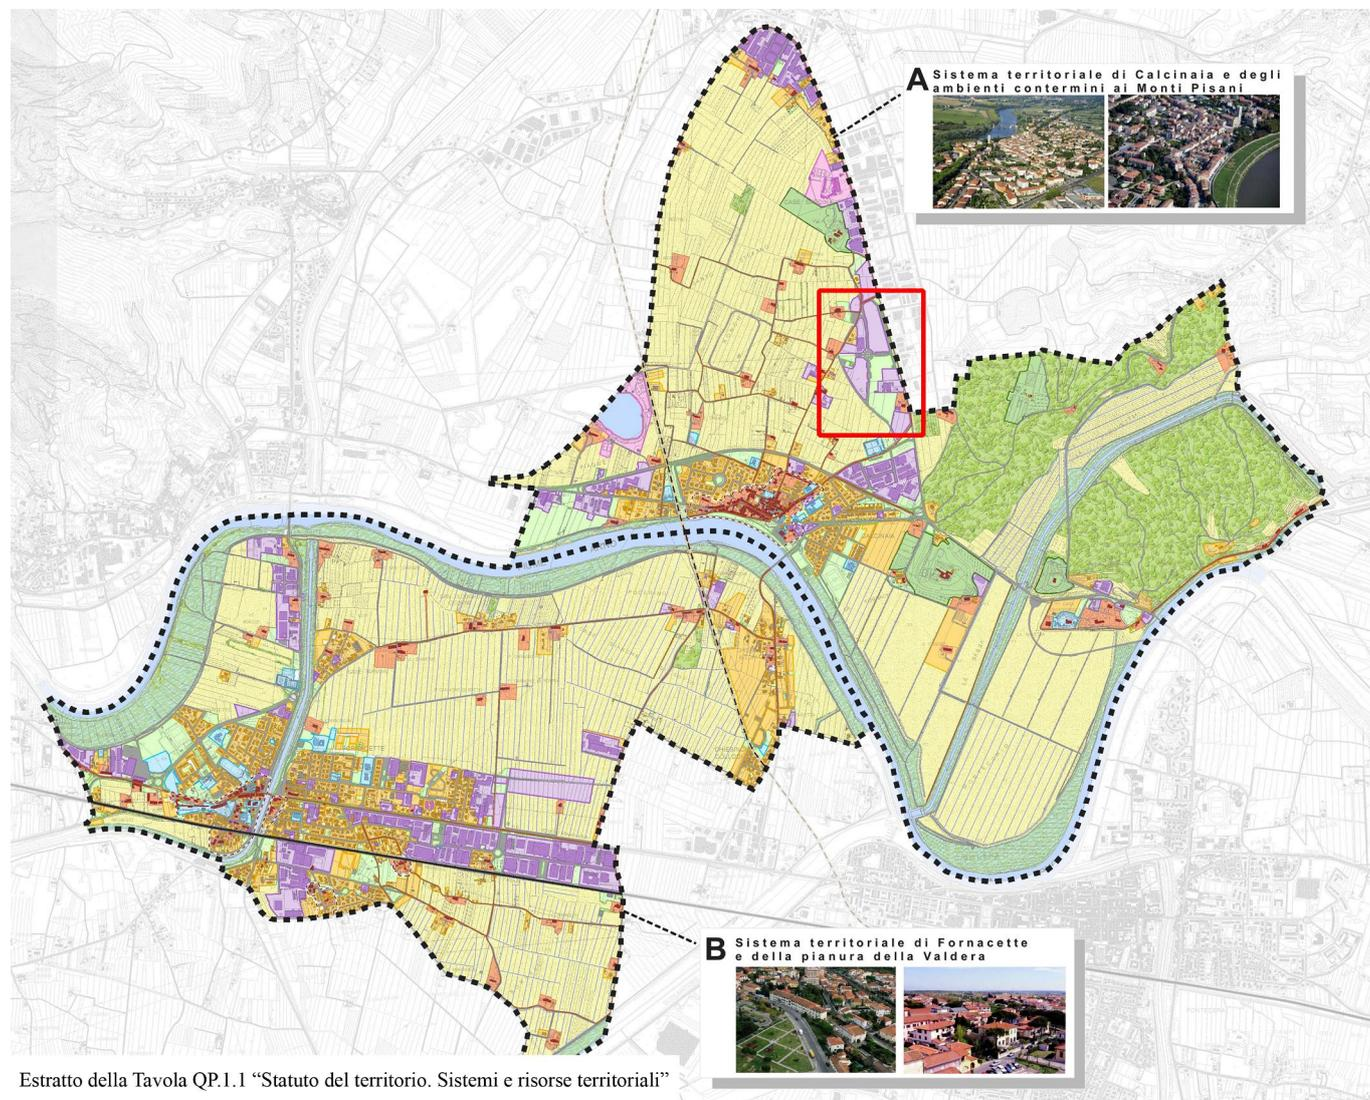 A Sistema territoriale di Calcinaia e degli
ambienti contermini ai Monti Pisani
CALCINAIA
B Sistema territoriale di Fornacette
e della pianura della Valdera
Estratto della Tavola QP.1.1 “Statuto del territorio. Sistemi e risorse territoriali”